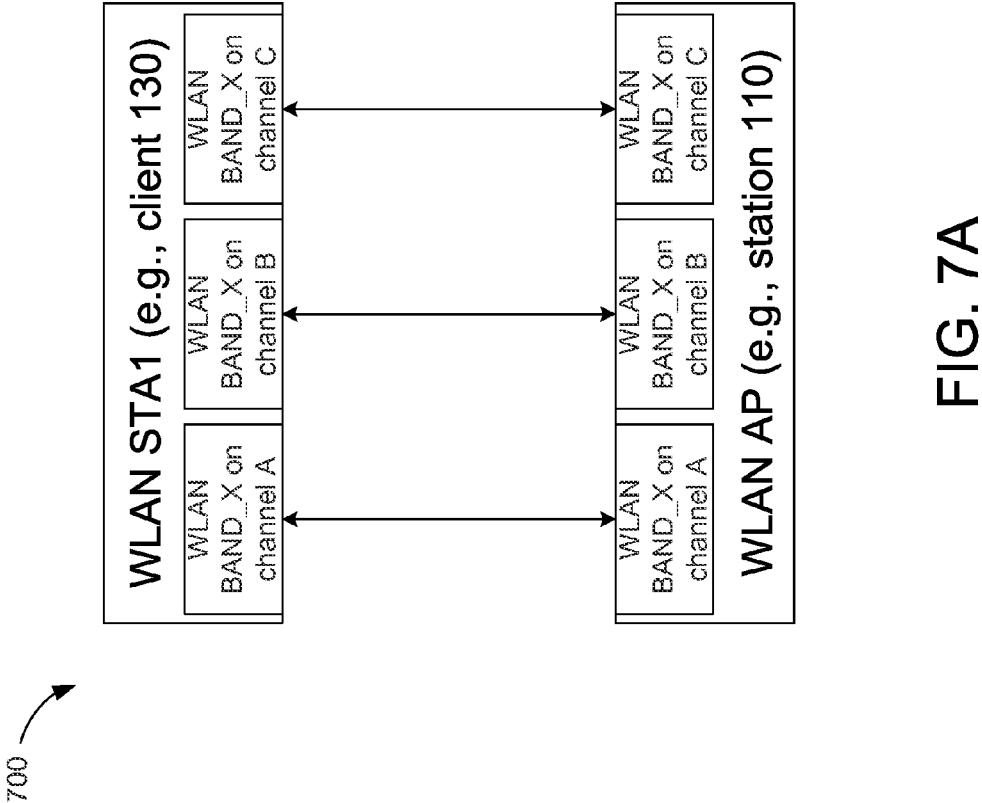 700
WLAN STA1 (e.g., client 130)
WLAN
BAND_X on
channel A
WLAN
BAND_X on
channel B
WLAN
BAND_X on
channel C
WLAN
BAND_X on
channel A
WLAN
BAND_X on
channel B
WLAN
BAND_X on
channel C
WLAN AP (e.g., station 110)
FIG. 7A